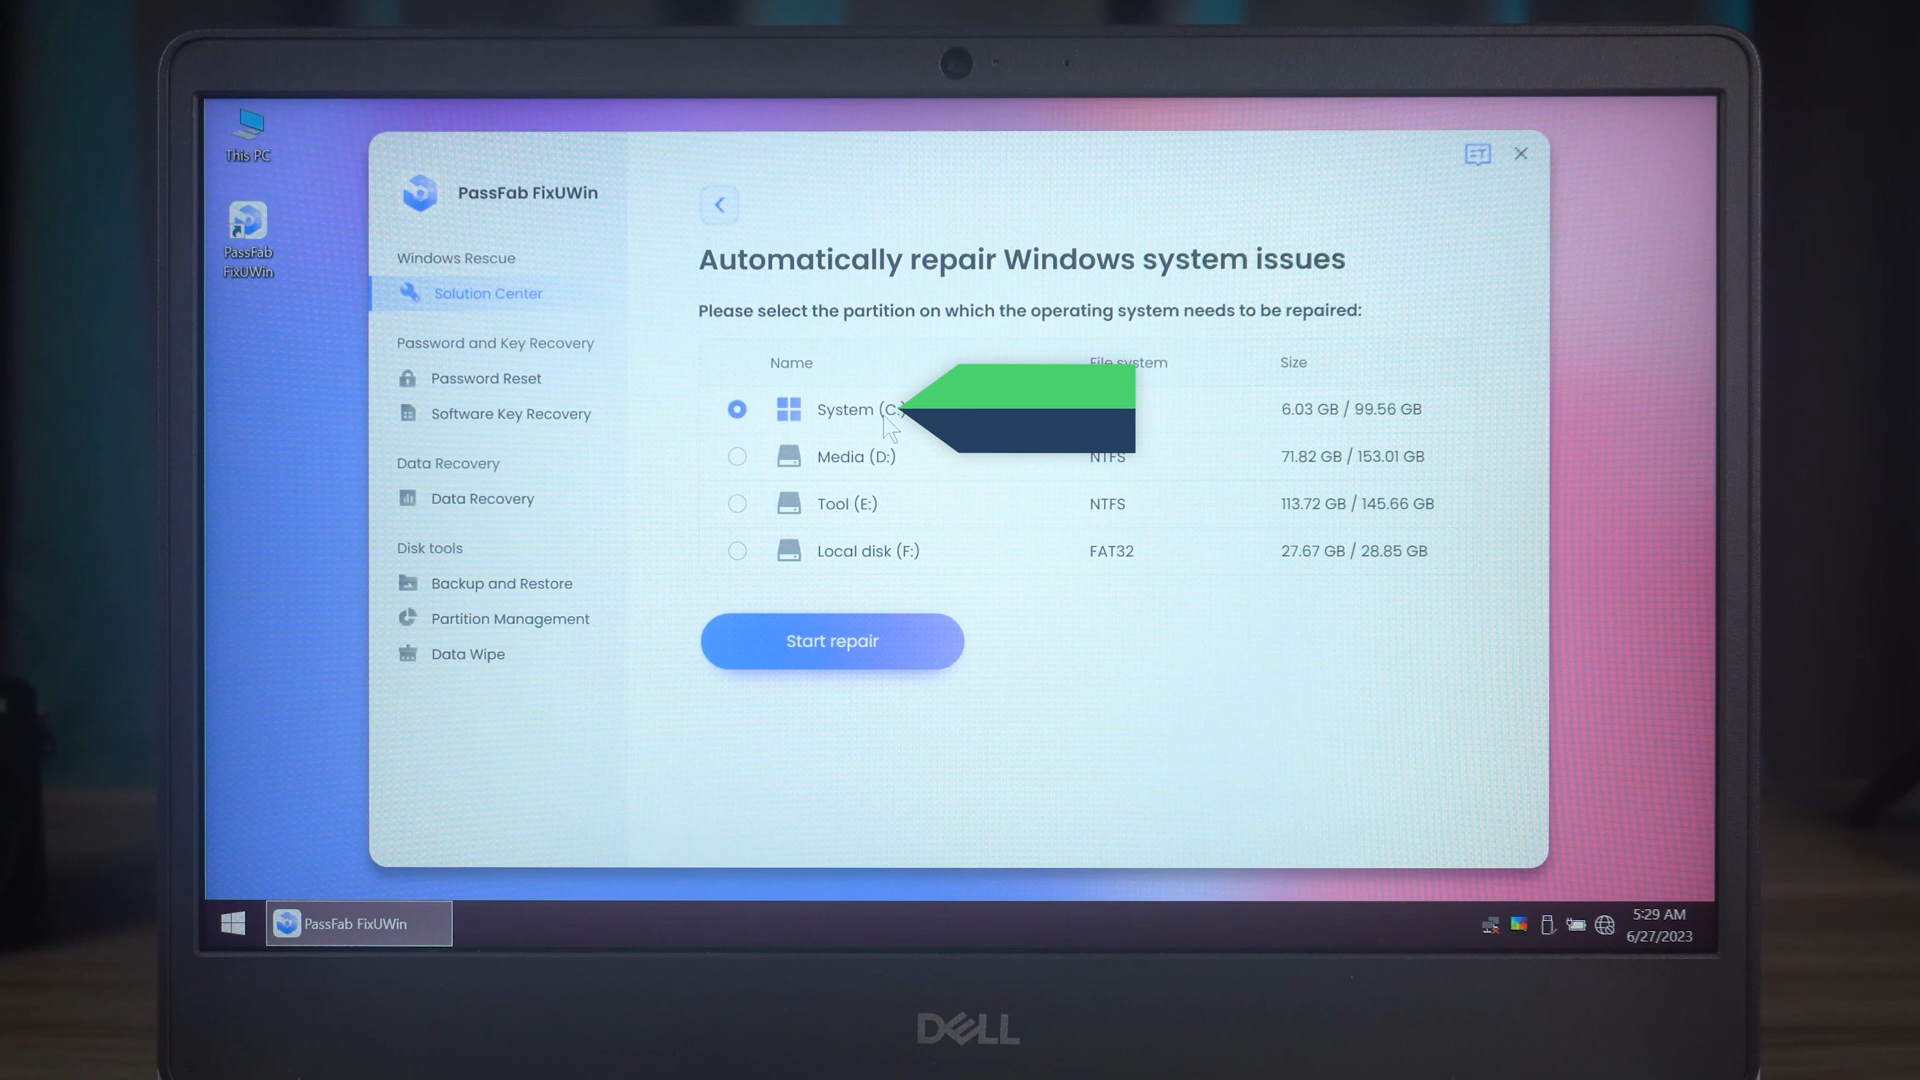 This PC
PassFab
FixUWin
PassFab FixUWin
Windows Rescue
Solution Center
Password and Key Recovery
Password Reset
Software Key Recovery
Data Recovery
Data Recovery
Disk tools
Backup and Restore
Partition Management
Data Wipe
Automatically repair Windows system issues
Please select the partition on which the operating system needs to be repaired:
Name File system Size
System (C:) 6.03 GB / 99.56 GB
Media (D:) NTFS 71.82 GB / 153.01 GB
Tool (E:) NTFS 113.72 GB / 145.66 GB
Local disk (F:) FAT32 27.67 GB / 28.85 GB
Start repair
PassFab FixUWin
5:29 AM
6/27/2023
DELL